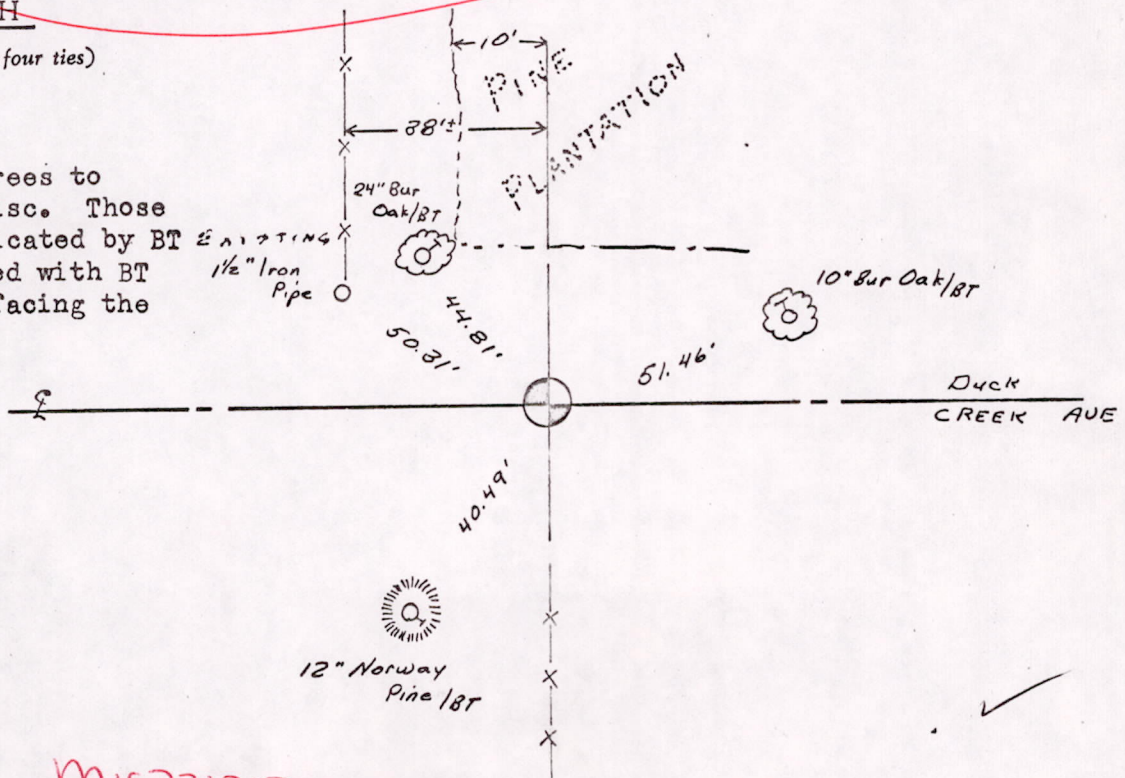 H
four ties)
10'
PINE
PLANTATION
38'±
rees to
isc. Those
icated by BT
ed with BT
facing the
24" Bur
Oak/BT
EXISTING
1½" Iron
Pipe
10" Bur Oak/BT
44.81'
50.31'
51.46'
℄
Duck
CREEK AVE
40.49'
12" Norway
Pine/BT